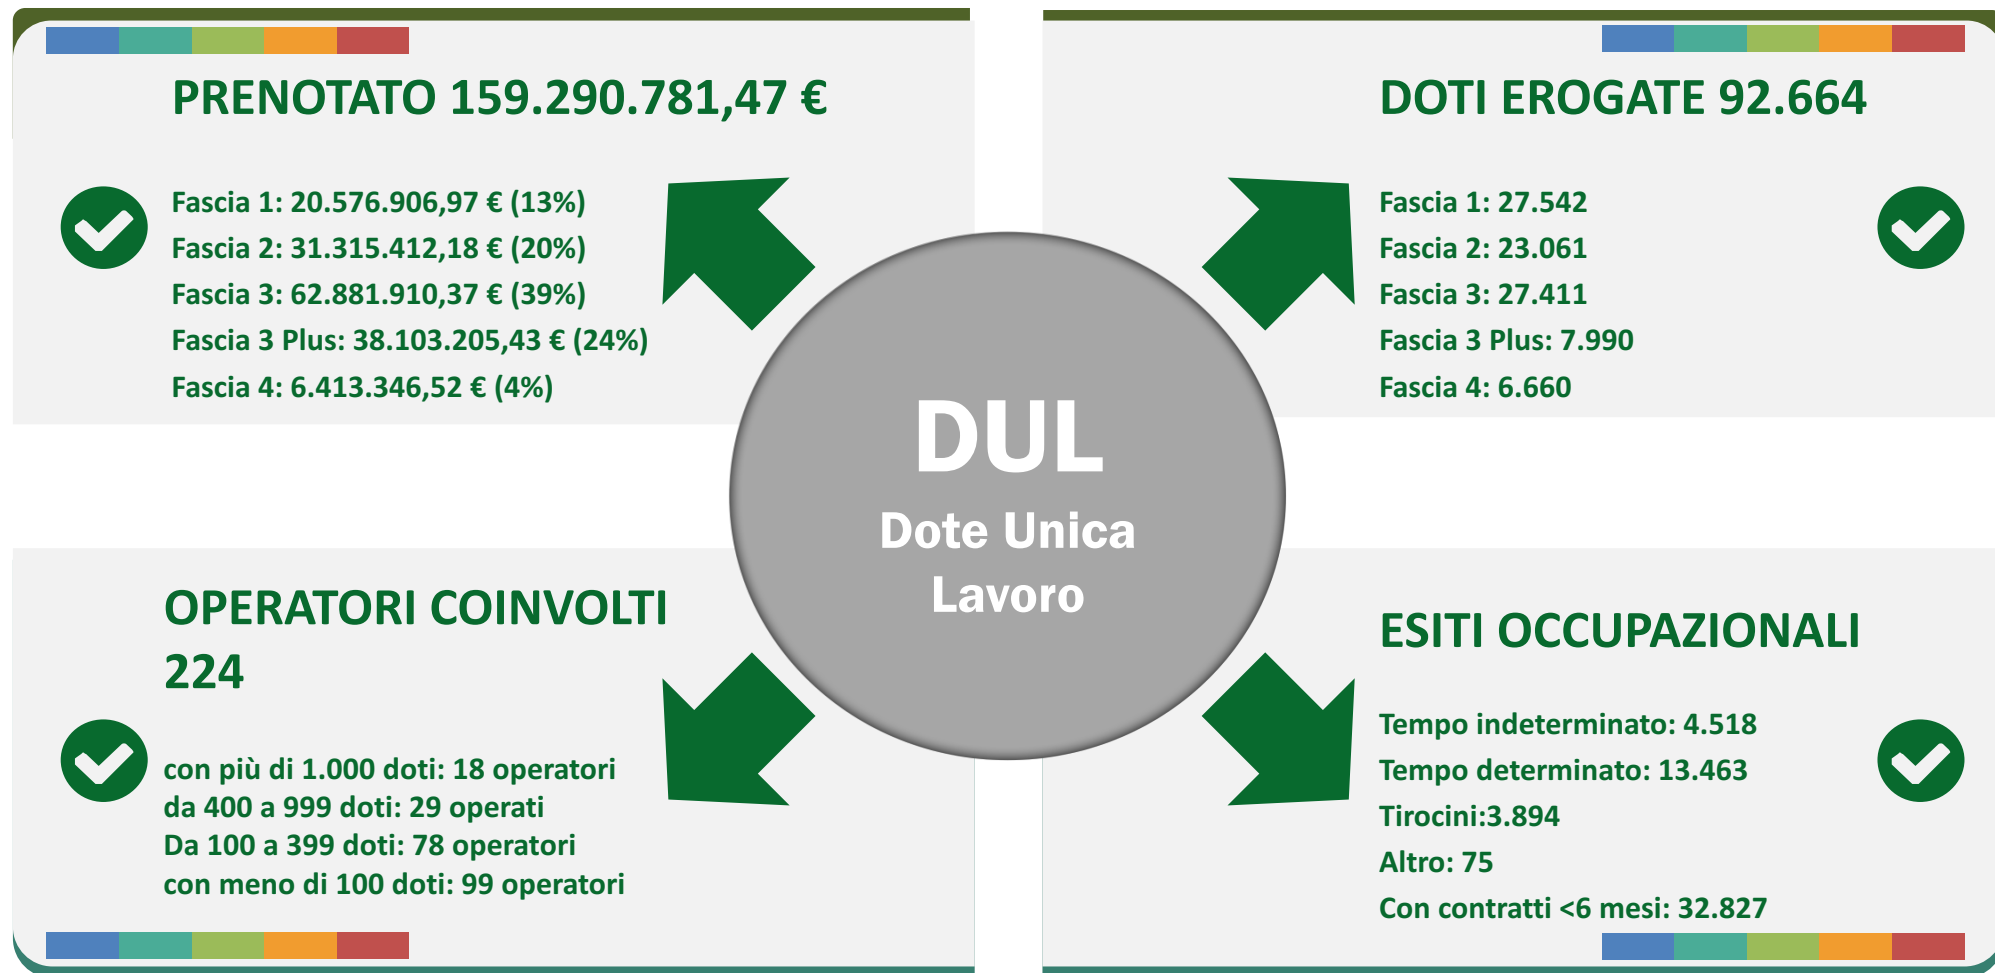 PRENOTATO 159.290.781,47 €
Fascia 1: 20.576.906,97 € (13%)
Fascia 2: 31.315.412,18 € (20%)
Fascia 3: 62.881.910,37 € (39%)
Fascia 3 Plus: 38.103.205,43 € (24%)
Fascia 4: 6.413.346,52 € (4%)
DOTI EROGATE 92.664
Fascia 1: 27.542
Fascia 2: 23.061
Fascia 3: 27.411
Fascia 3 Plus: 7.990
Fascia 4: 6.660
DUL
Dote Unica
Lavoro
OPERATORI COINVOLTI
224
con più di 1.000 doti: 18 operatori
da 400 a 999 doti: 29 operati
Da 100 a 399 doti: 78 operatori
con meno di 100 doti: 99 operatori
ESITI OCCUPAZIONALI
Tempo indeterminato: 4.518
Tempo determinato: 13.463
Tirocini:3.894
Altro: 75
Con contratti <6 mesi: 32.827